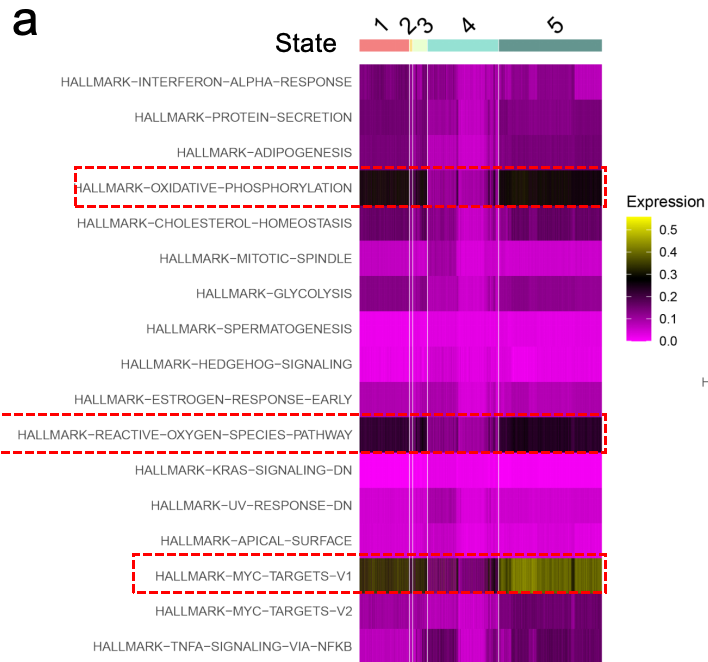 a
State
1 2 3 4 5
HALLMARK-INTERFERON-ALPHA-RESPONSE
HALLMARK-PROTEIN-SECRETION
HALLMARK-ADIPOGENESIS
HALLMARK-OXIDATIVE-PHOSPHORYLATION
HALLMARK-CHOLESTEROL-HOMEOSTASIS
HALLMARK-MITOTIC-SPINDLE
HALLMARK-GLYCOLYSIS
HALLMARK-SPERMATOGENESIS
HALLMARK-HEDGEHOG-SIGNALING
HALLMARK-ESTROGEN-RESPONSE-EARLY
HALLMARK-REACTIVE-OXYGEN-SPECIES-PATHWAY
HALLMARK-KRAS-SIGNALING-DN
HALLMARK-UV-RESPONSE-DN
HALLMARK-APICAL-SURFACE
HALLMARK-MYC-TARGETS-V1
HALLMARK-MYC-TARGETS-V2
HALLMARK-TNFA-SIGNALING-VIA-NFKB
Expression
0.5
0.4
0.3
0.2
0.1
0.0
H